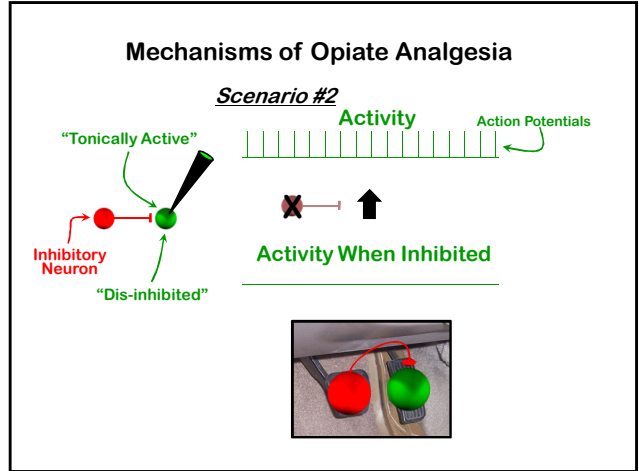 Mechanisms of Opiate Analgesia
Scenario #2
Activity
Action Potentials
“Tonically Active”
Inhibitory
Neuron
Activity When Inhibited
“Dis-inhibited”